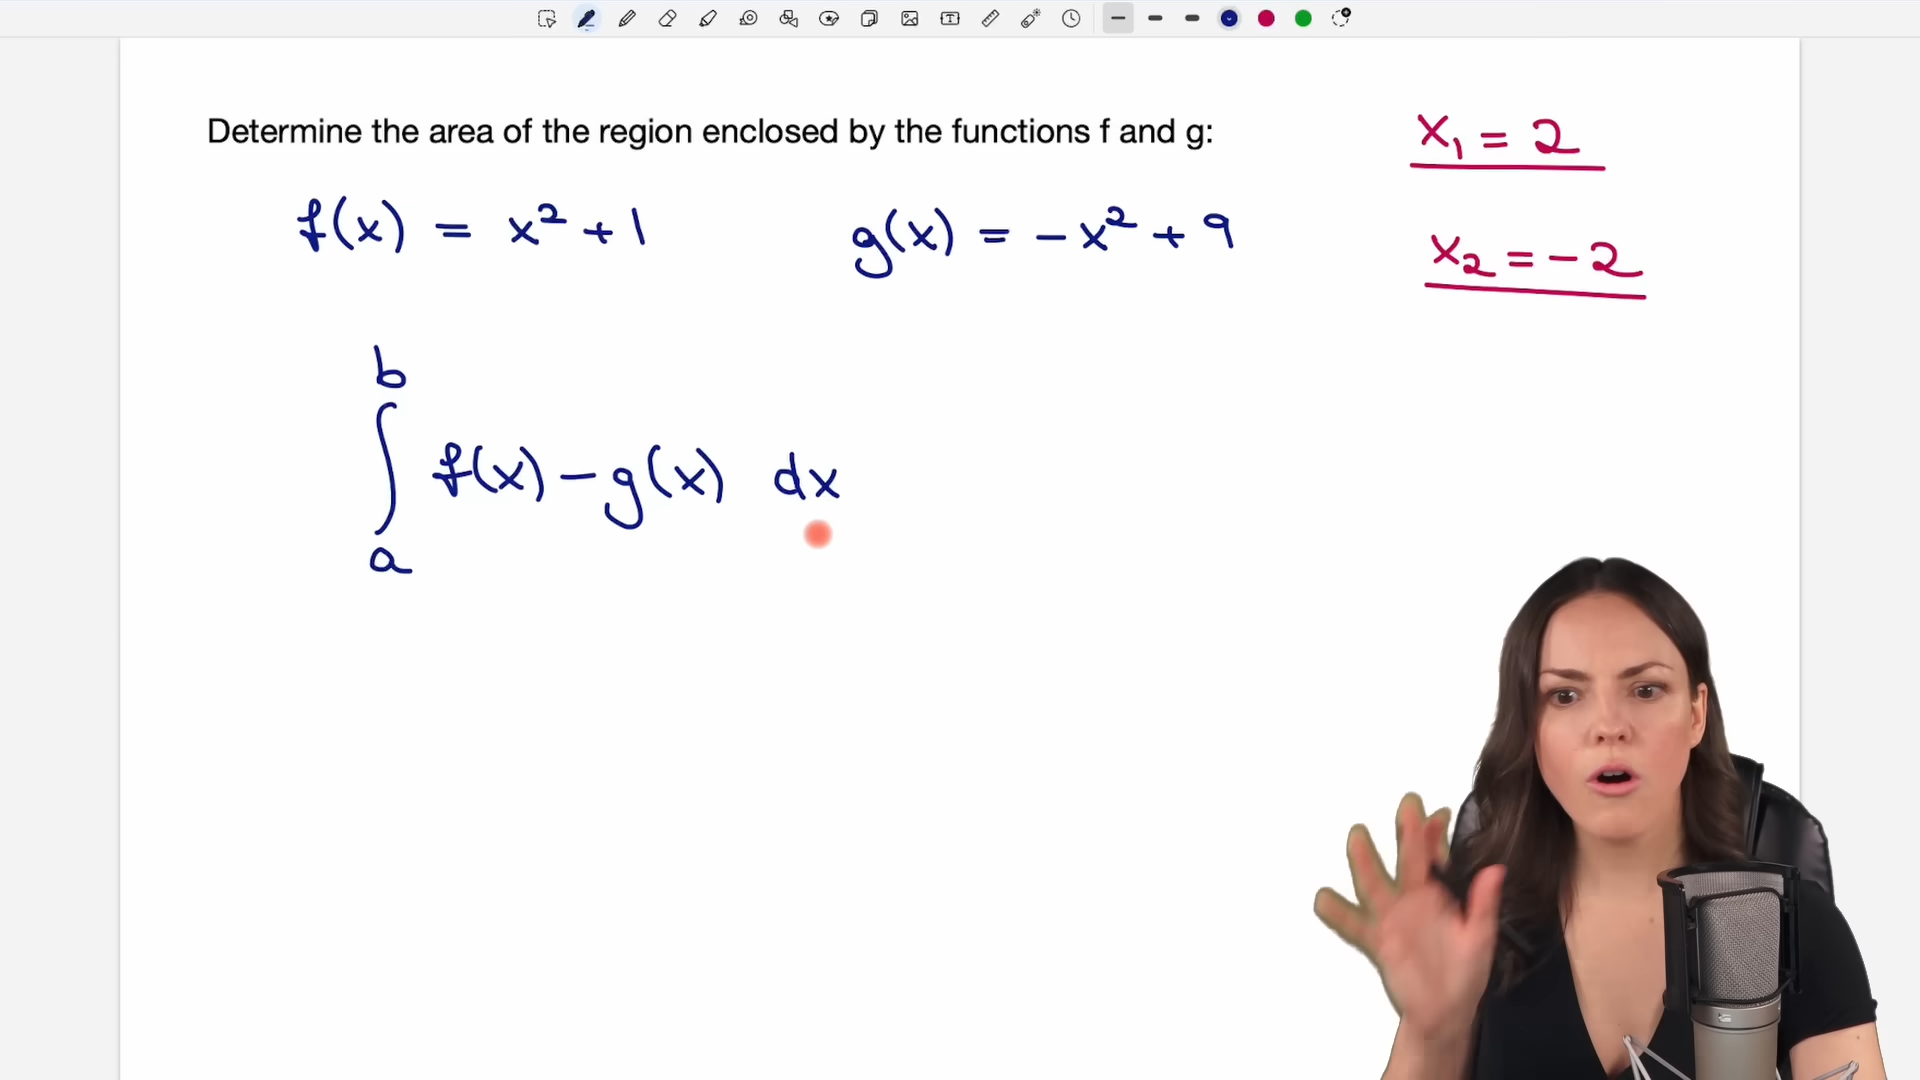 Determine the area of the region enclosed by the functions f and g:
x₁ = 2
f(x) = x² + 1
g(x) = -x² + 9
x₂ = -2
b
∫ f(x) - g(x) dx
a